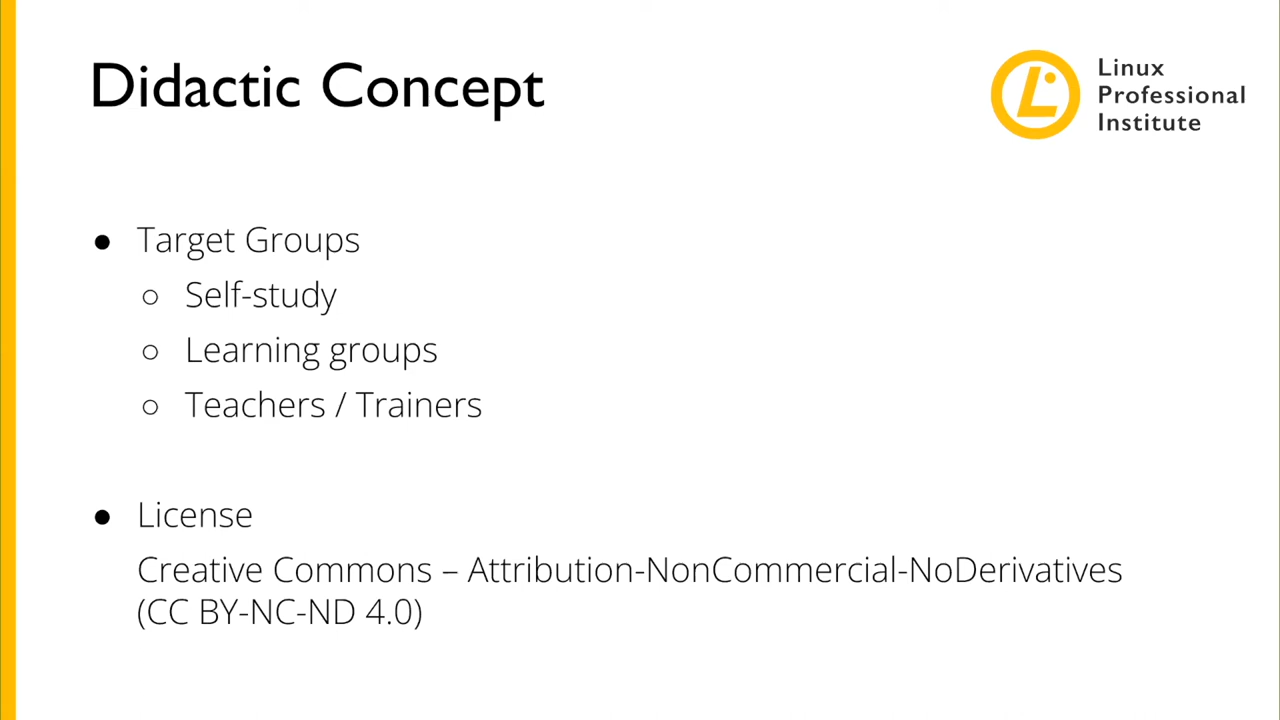 Didactic Concept
Linux
Professional
Institute
● Target Groups
○ Self-study
○ Learning groups
○ Teachers / Trainers
● License
Creative Commons – Attribution-NonCommercial-NoDerivatives
(CC BY-NC-ND 4.0)